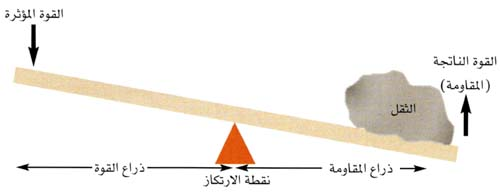 القوة المؤثرة
القوة الناتجة
(المقاومة)
الثقل
ذراع المقاومة
ذراع القوة
نقطة الارتكاز